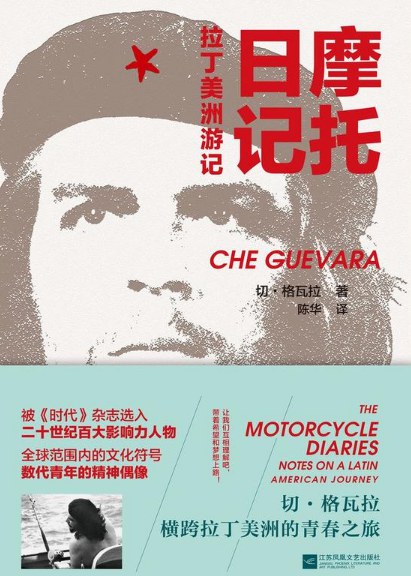 摩托
日记
拉丁美洲游记
CHE GUEVARA
切·格瓦拉 著
陈华 译
被《时代》杂志选入
二十世纪百大影响力人物
全球范围内的文化符号
数代青年的精神偶像
让我们互相理解吧，
带着希望和梦想上路！
THE
MOTORCYCLE
DIARIES
NOTES ON A LATIN
AMERICAN JOURNEY
切·格瓦拉
横跨拉丁美洲的青春之旅
江苏凤凰文艺出版社